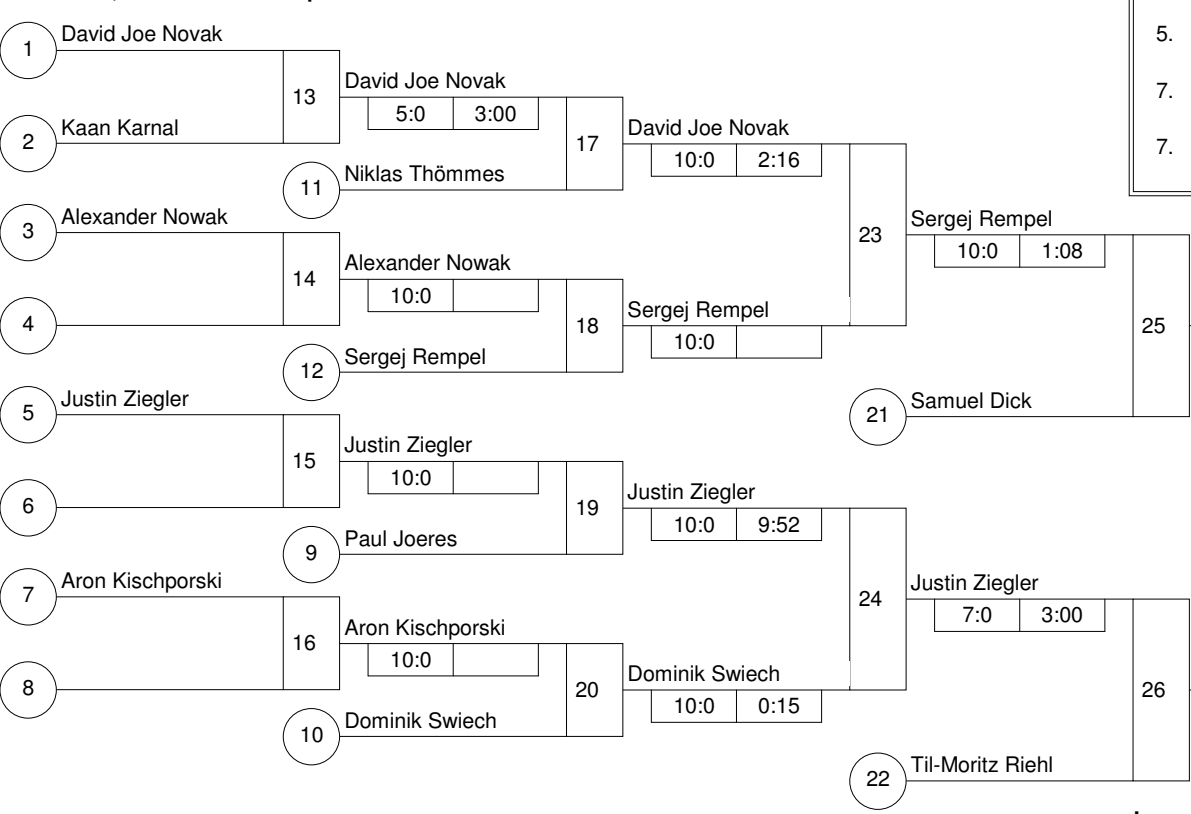 1 David Joe Novak
2 Kaan Karnal
13 David Joe Novak
5:0 3:00
11 Niklas Thömmes
17 David Joe Novak
10:0 2:16
3 Alexander Nowak
4
14 Alexander Nowak
10:0
12 Sergej Rempel
18 Sergej Rempel
10:0
23 Sergej Rempel
10:0 1:08
21 Samuel Dick
25
5 Justin Ziegler
6
15 Justin Ziegler
10:0
9 Paul Joeres
19 Justin Ziegler
10:0 9:52
7 Aron Kischporski
8
16 Aron Kischporski
10:0
10 Dominik Swiech
20 Dominik Swiech
10:0 0:15
24 Justin Ziegler
7:0 3:00
22 Til-Moritz Riehl
26
5.
7.
7.